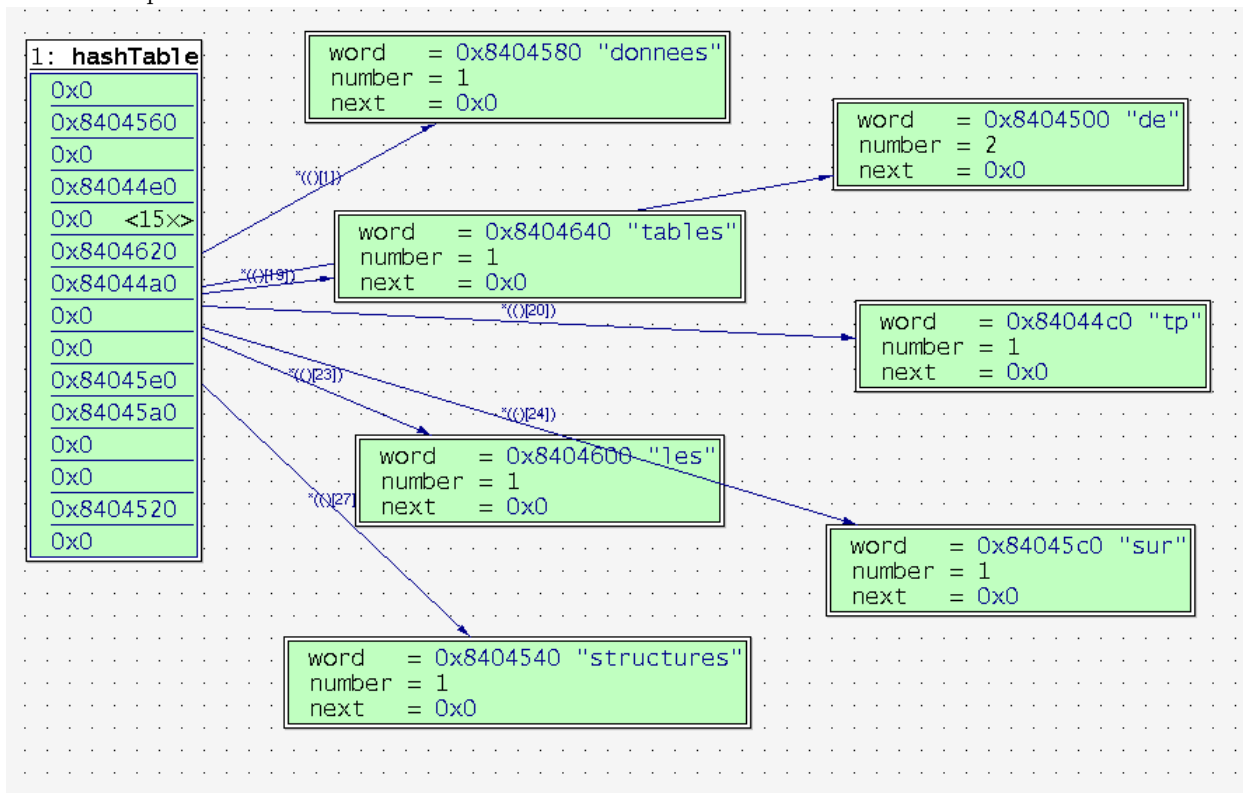 1: hashTable
0x0
0x8404560
0x0
0x84044e0
0x0 <15×>
0x8404620
0x84044a0
0x0
0x0
0x84045e0
0x84045a0
0x0
0x0
0x8404520
0x0
word = 0x8404580 "donnees"
number = 1
next = 0x0
*(()[1])
word = 0x8404500 "de"
number = 2
next = 0x0
word = 0x8404640 "tables"
number = 1
next = 0x0
*(()[19])
*(()[20])
word = 0x84044c0 "tp"
number = 1
next = 0x0
*(()[23])
*(()[24])
word = 0x8404600 "les"
number = 1
next = 0x0
*(()[27]
word = 0x84045c0 "sur"
number = 1
next = 0x0
word = 0x8404540 "structures"
number = 1
next = 0x0